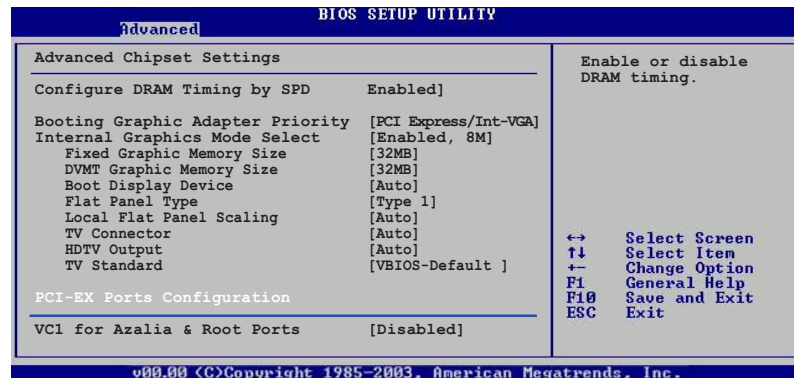 BIOS SETUP UTILITY
Advanced
Advanced Chipset Settings
Configure DRAM Timing by SPD Enabled]
Booting Graphic Adapter Priority [PCI Express/Int-VGA]
Internal Graphics Mode Select [Enabled, 8M]
Fixed Graphic Memory Size [32MB]
DVMT Graphic Memory Size [32MB]
Boot Display Device [Auto]
Flat Panel Type [Type 1]
Local Flat Panel Scaling [Auto]
TV Connector [Auto]
HDTV Output [Auto]
TV Standard [VBIOS-Default ]
PCI-EX Ports Configuration
VC1 for Azalia & Root Ports [Disabled]
Enable or disable
DRAM timing.
↔ Select Screen
↑↓ Select Item
+- Change Option
F1 General Help
F10 Save and Exit
ESC Exit
v00.00 (C)Copyright 1985-2003, American Megatrends, Inc.